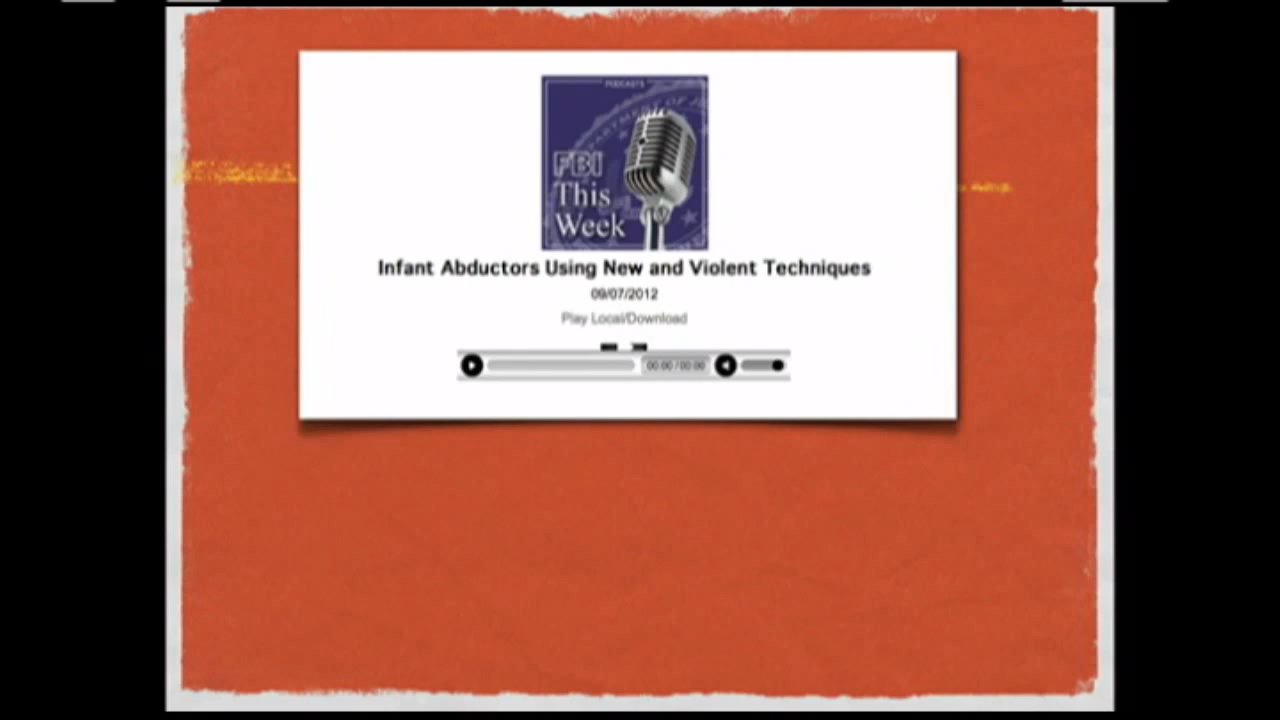 PODCASTS
FBI
This
Week
Infant Abductors Using New and Violent Techniques
09/07/2012
Play Local/Download
00:00 / 00:00